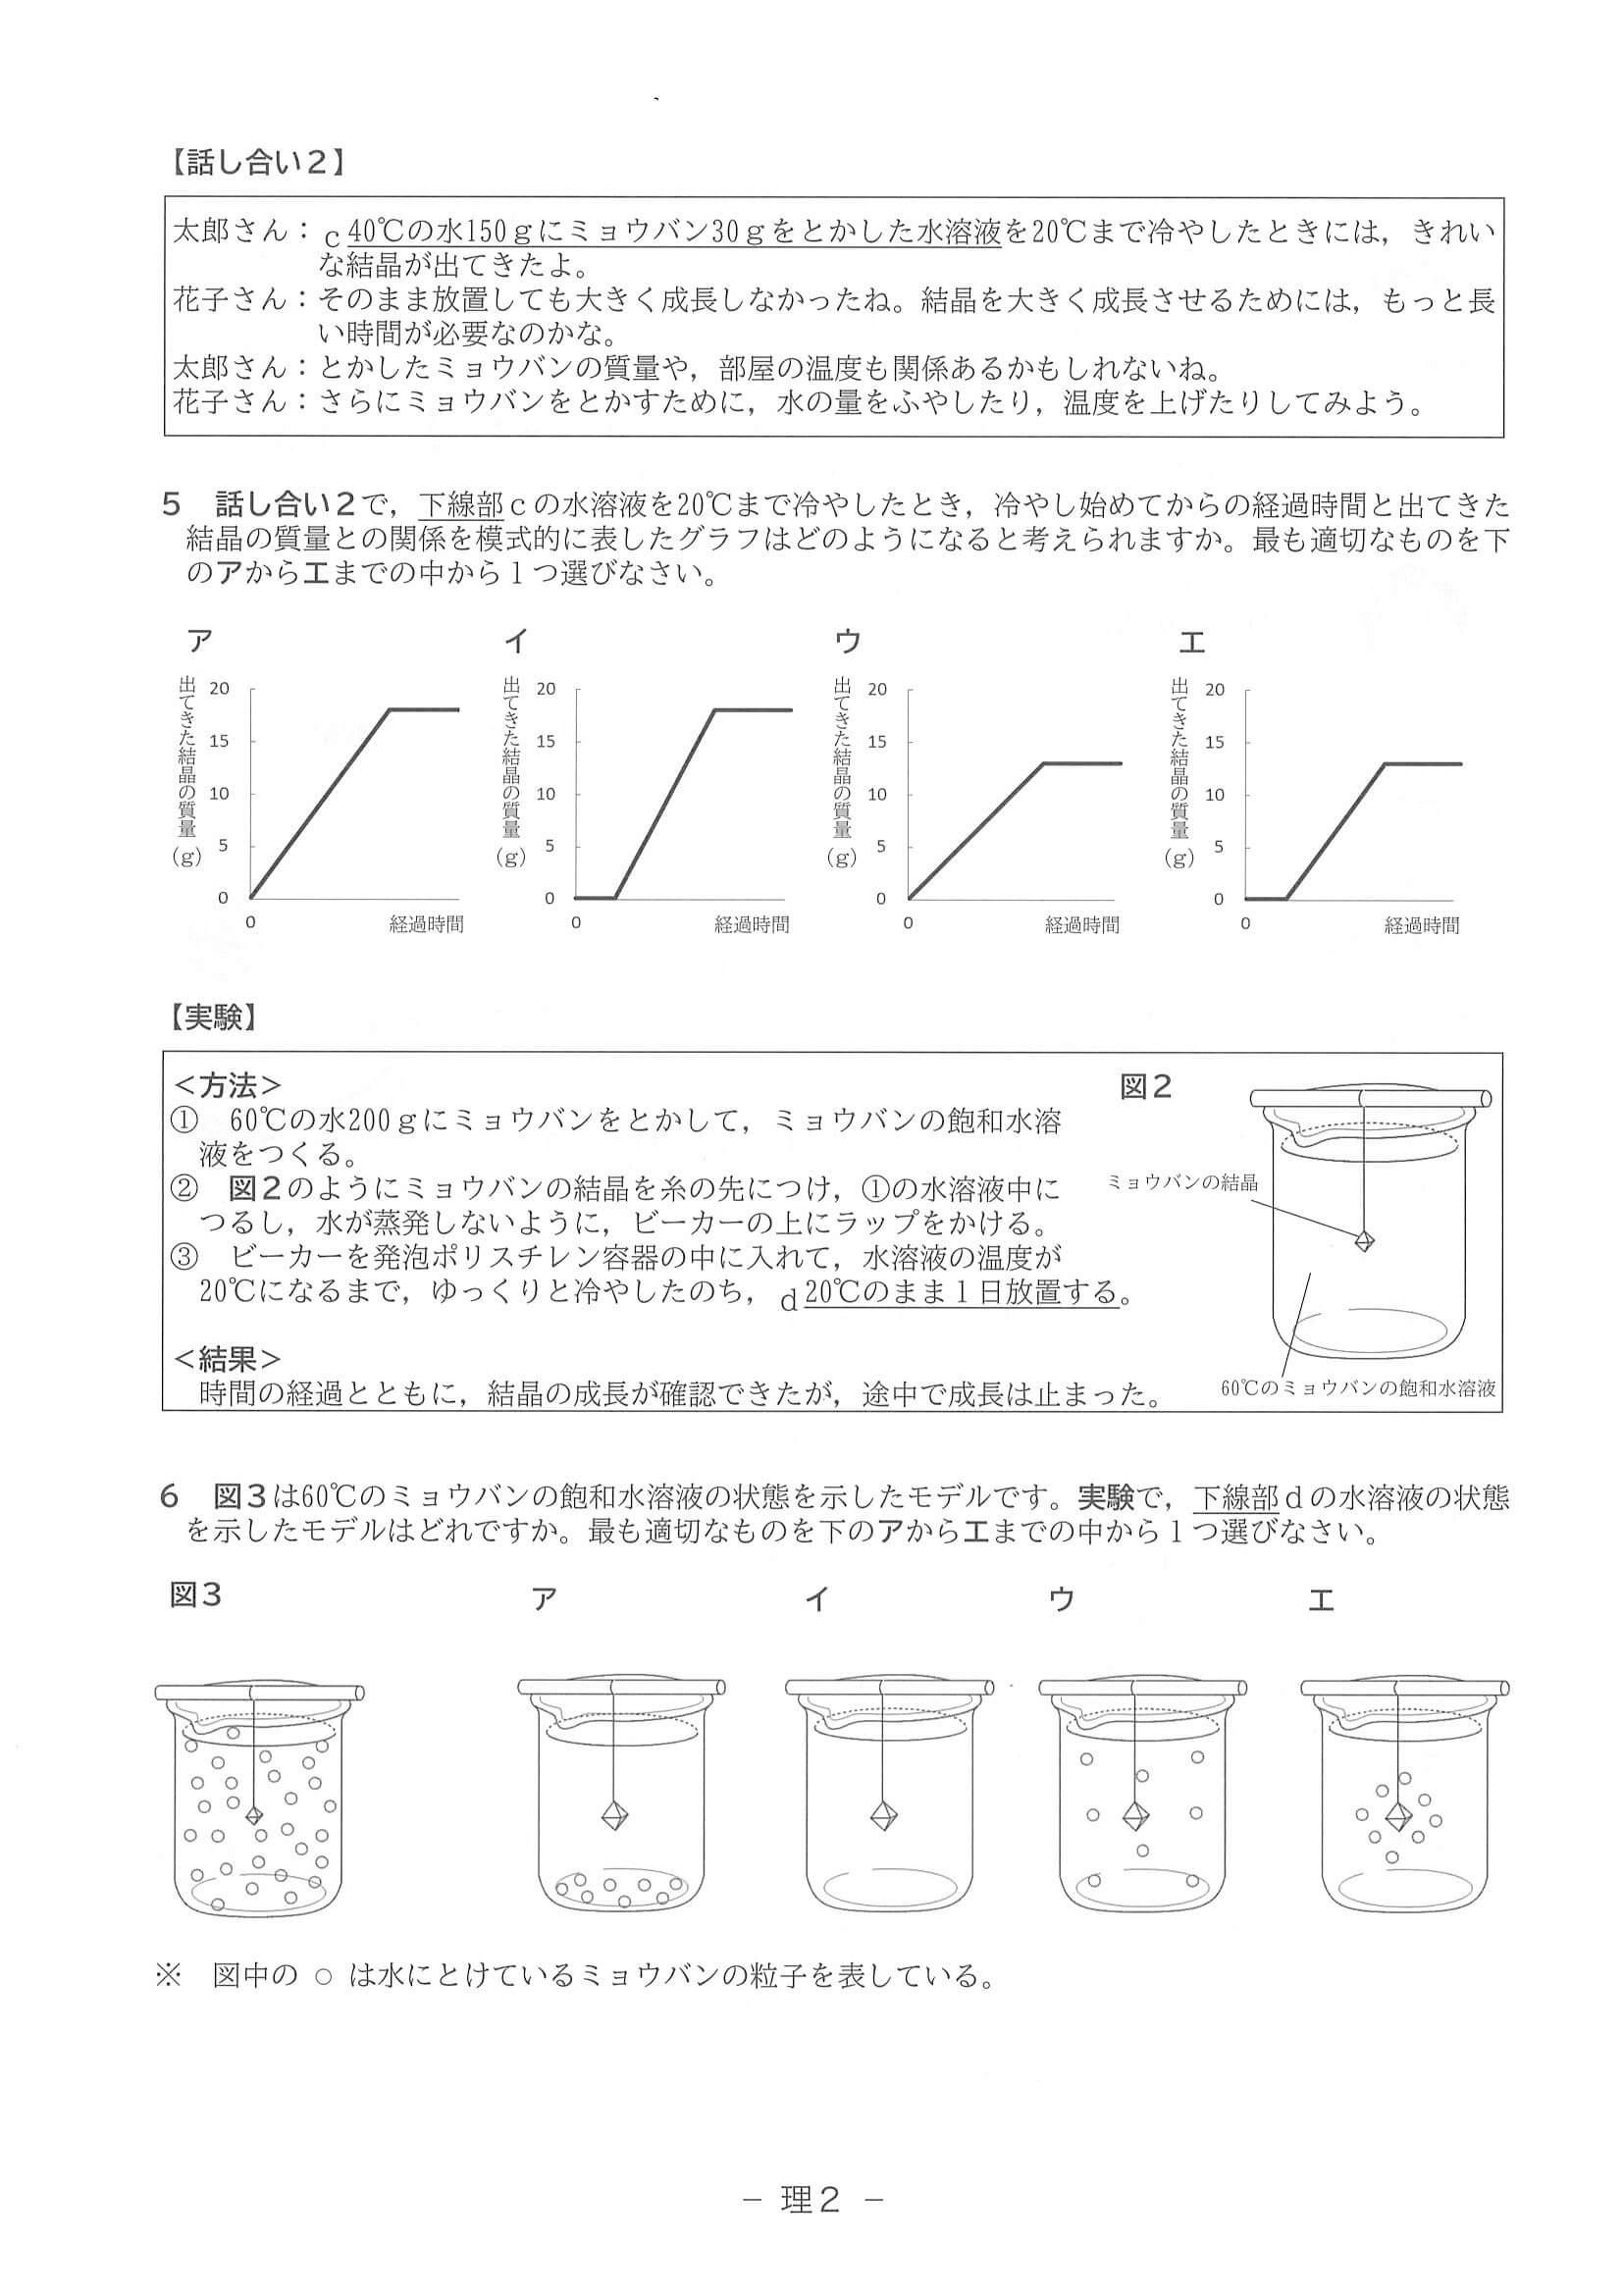 【話し合い２】
太郎さん：ｃ40℃の水150ｇにミョウバン30ｇをとかした水溶液を20℃まで冷やしたときには，きれい
な結晶が出てきたよ。
花子さん：そのまま放置しても大きく成長しなかったね。結晶を大きく成長させるためには，もっと長
い時間が必要なのかな。
太郎さん：とかしたミョウバンの質量や，部屋の温度も関係あるかもしれないね。
花子さん：さらにミョウバンをとかすために，水の量をふやしたり，温度を上げたりしてみよう。
５　話し合い２で，下線部ｃの水溶液を20℃まで冷やしたとき，冷やし始めてからの経過時間と出てきた
結晶の質量との関係を模式的に表したグラフはどのようになると考えられますか。最も適切なものを下
のアからエまでの中から１つ選びなさい。
ア
出てきた結晶の質量（g）
20
15
10
5
0
0
経過時間
イ
出てきた結晶の質量（g）
20
15
10
5
0
0
経過時間
ウ
出てきた結晶の質量（g）
20
15
10
5
0
0
経過時間
エ
出てきた結晶の質量（g）
20
15
10
5
0
0
経過時間
【実験】
＜方法＞
①　60℃の水200ｇにミョウバンをとかして，ミョウバンの飽和水溶
液をつくる。
②　図２のようにミョウバンの結晶を糸の先につけ，①の水溶液中に
つるし，水が蒸発しないように，ビーカーの上にラップをかける。
③　ビーカーを発泡ポリスチレン容器の中に入れて，水溶液の温度が
20℃になるまで，ゆっくりと冷やしたのち，ｄ20℃のまま１日放置する。
＜結果＞
時間の経過とともに，結晶の成長が確認できたが，途中で成長は止まった。
図２
ミョウバンの結晶
60℃のミョウバンの飽和水溶液
６　図３は60℃のミョウバンの飽和水溶液の状態を示したモデルです。実験で，下線部ｄの水溶液の状態
を示したモデルはどれですか。最も適切なものを下のアからエまでの中から１つ選びなさい。
図３
ア
イ
ウ
エ
※　図中の ○ は水にとけているミョウバンの粒子を表している。
－ 理２ －